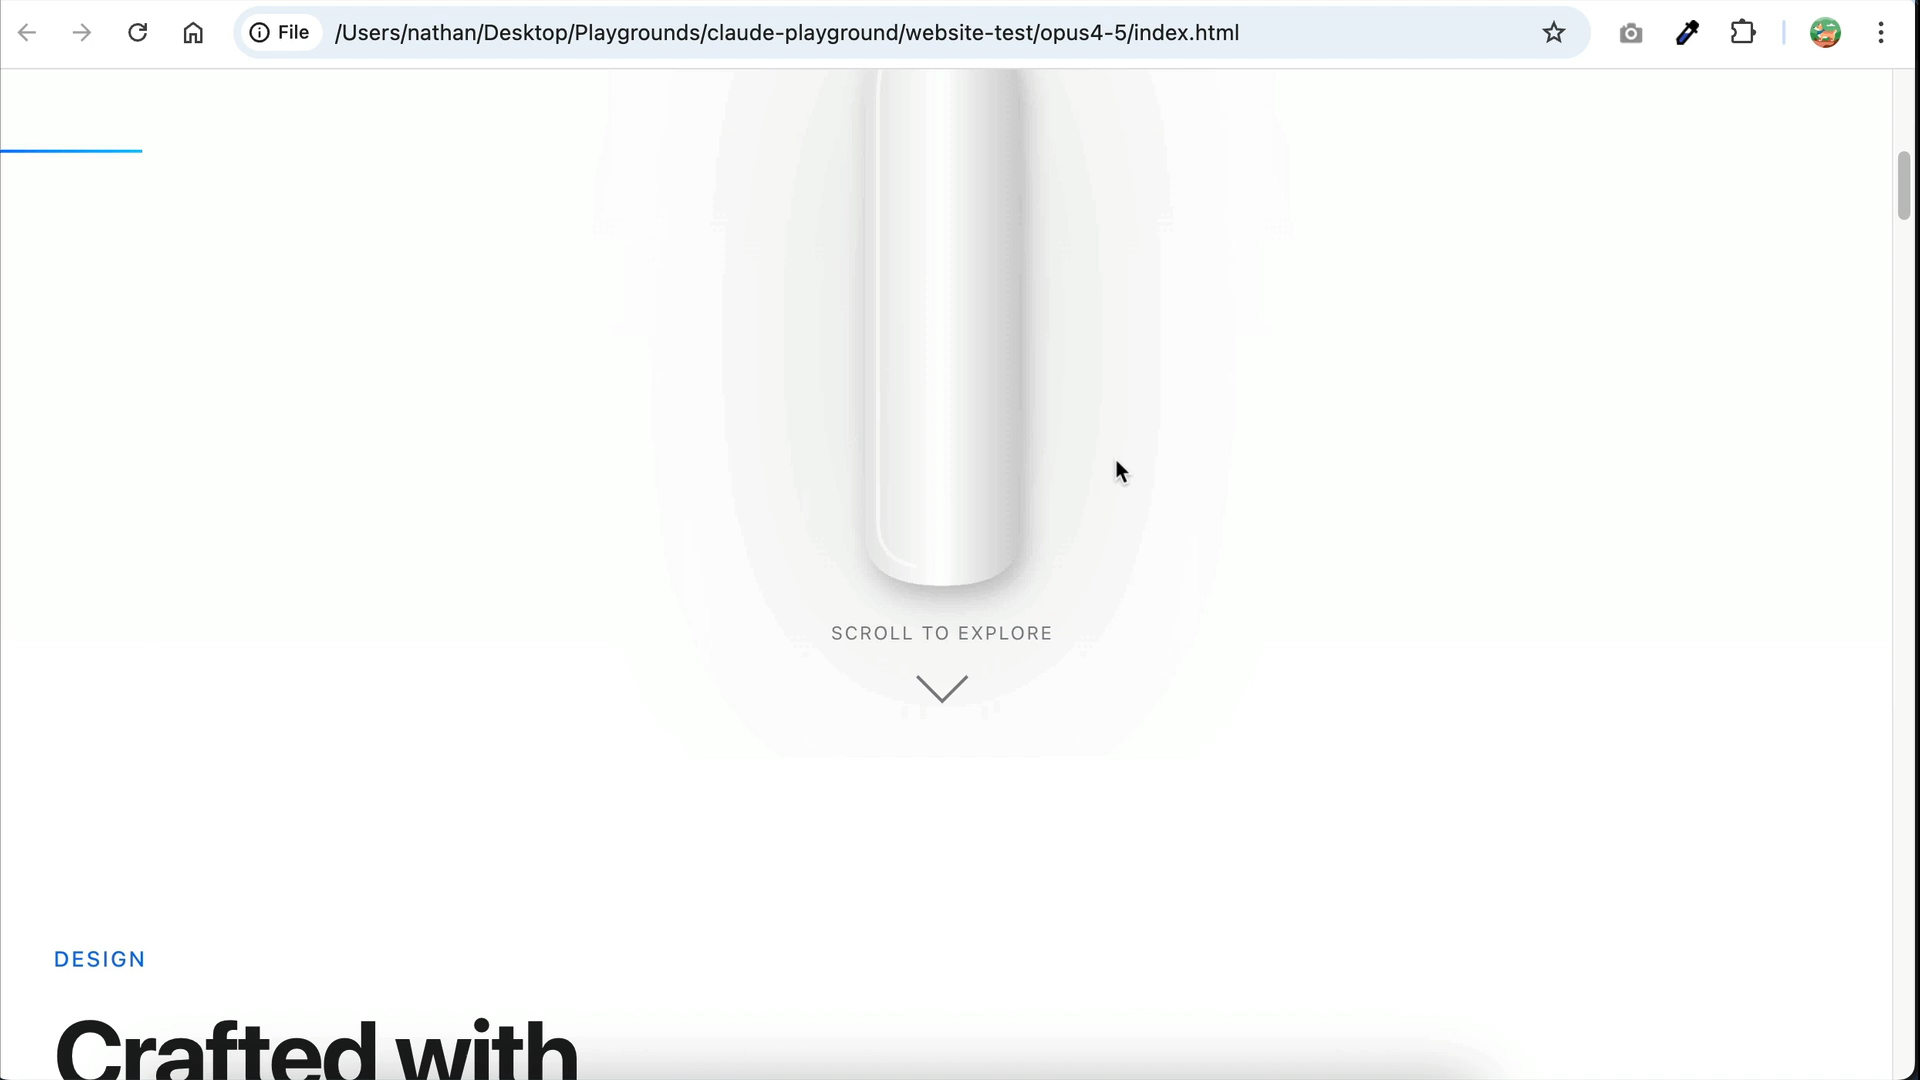 File
/Users/nathan/Desktop/Playgrounds/claude-playground/website-test/opus4-5/index.html
SCROLL TO EXPLORE
DESIGN
Crafted with